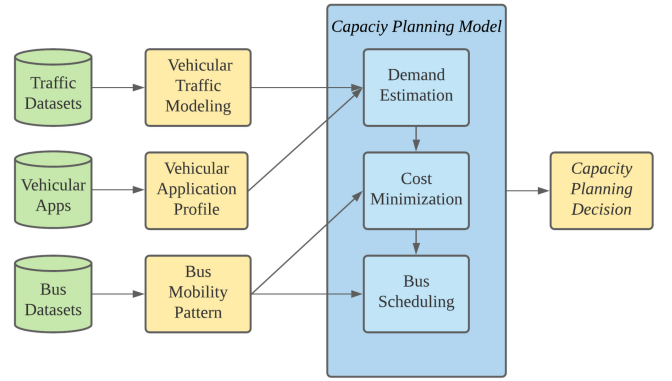 Capaciy Planning Model
Traffic
Datasets
Vehicular
Traffic
Modeling
Demand
Estimation
Vehicular
Apps
Vehicular
Application
Profile
Cost
Minimization
Capacity
Planning
Decision
Bus
Datasets
Bus
Mobility
Pattern
Bus
Scheduling